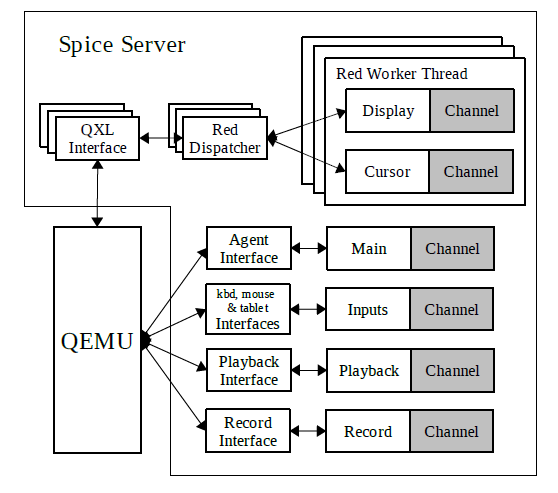 Spice Server
Red Worker Thread
QXL
Interface
Red
Dispatcher
Display
Channel
Cursor
Channel
QEMU
Agent
Interface
Main
Channel
kbd, mouse
& tablet
Interfaces
Inputs
Channel
Playback
Interface
Playback
Channel
Record
Interface
Record
Channel